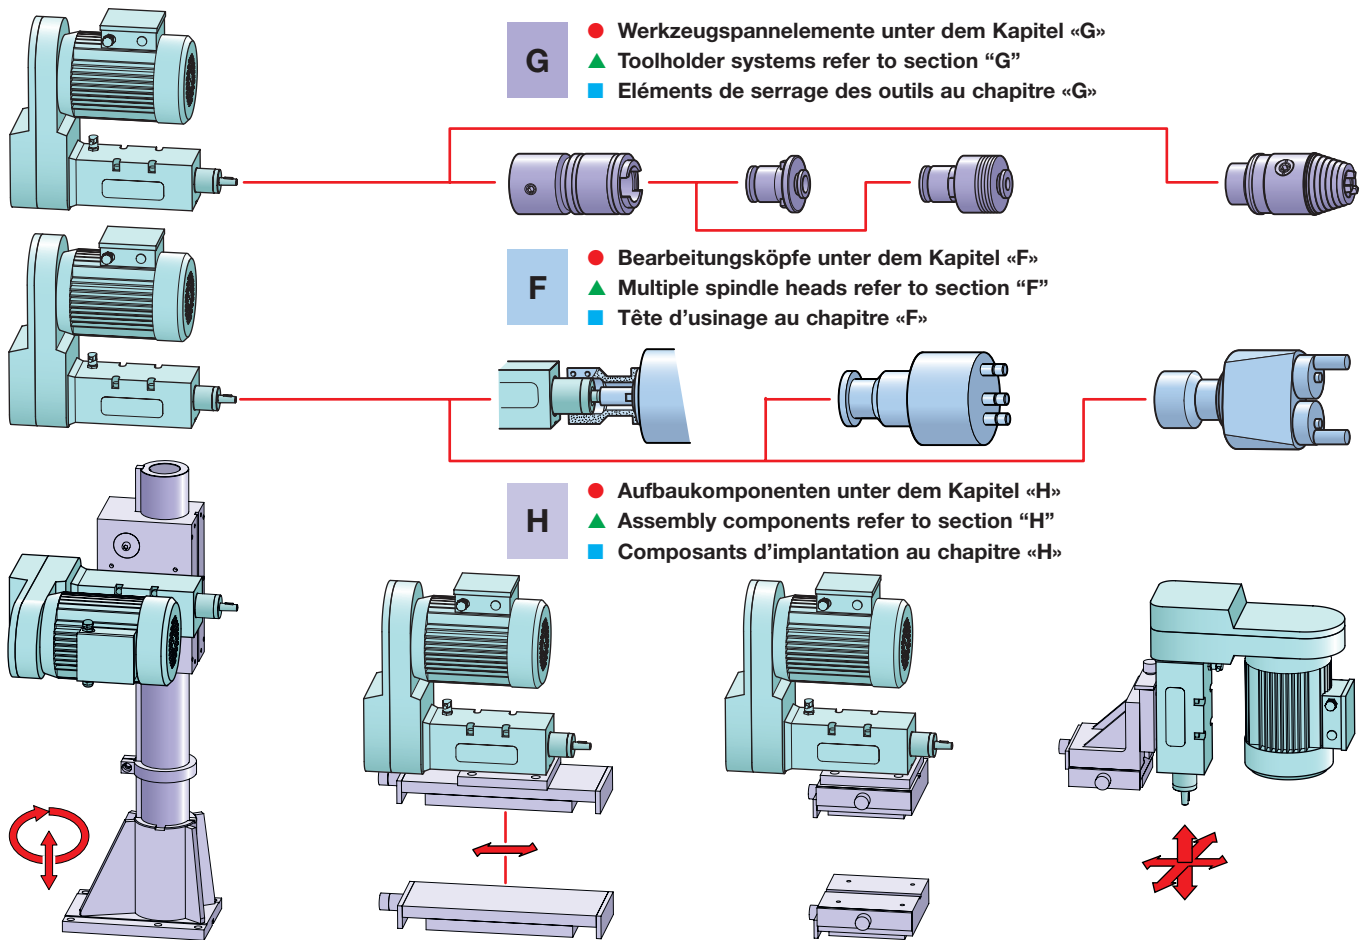 G
Werkzeugspannelemente unter dem Kapitel «G»
Toolholder systems refer to section “G”
Eléments de serrage des outils au chapitre «G»
F
Bearbeitungsköpfe unter dem Kapitel «F»
Multiple spindle heads refer to section “F”
Tête d’usinage au chapitre «F»
H
Aufbaukomponenten unter dem Kapitel «H»
Assembly components refer to section “H”
Composants d’implantation au chapitre «H»